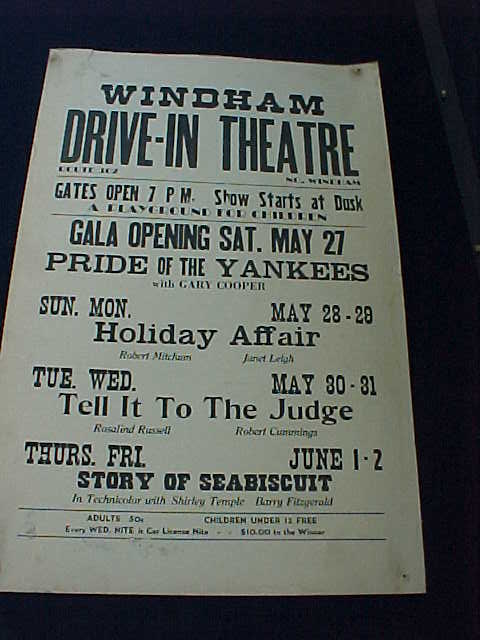 WINDHAM
DRIVE-IN THEATRE
ROUTE 302 NO. WINDHAM
GATES OPEN 7 P M. Show Starts at Dusk
A PLAYGROUND FOR CHILDREN
GALA OPENING SAT. MAY 27
PRIDE OF THE YANKEES
with GARY COOPER
SUN. MON. MAY 28-29
Holiday Affair
Robert Mitchum Janet Leigh
TUE. WED. MAY 30-31
Tell It To The Judge
Rosalind Russell Robert Cummings
THURS. FRI. JUNE 1-2
STORY OF SEABISCUIT
In Technicolor with Shirley Temple Barry Fitzgerald
ADULTS 50c CHILDREN UNDER 12 FREE
Every WED. NITE is Car License Nite - - $10.00 to the Winner